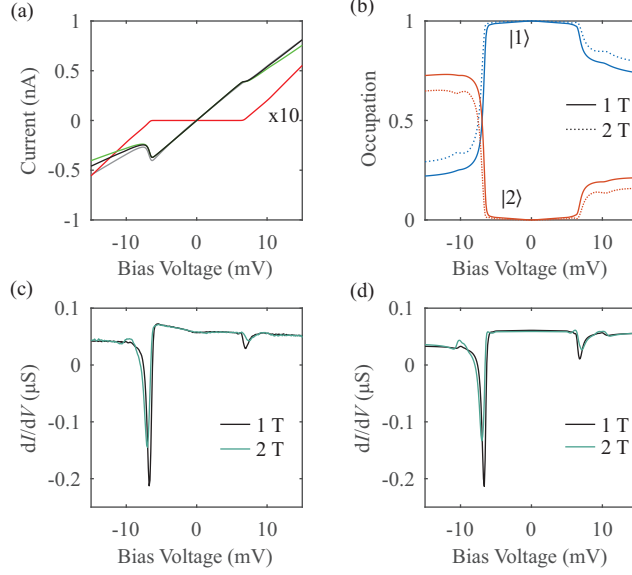 (a)
1
0.5
0
-0.5
-1
Current (nA)
x10
-10
0
10
Bias Voltage (mV)
(b)
1
0.5
0
Occupation
|1⟩
|2⟩
1 T
2 T
-10
0
10
Bias Voltage (mV)
(c)
0.1
0
-0.1
-0.2
dI/dV (µS)
1 T
2 T
-10
0
10
Bias Voltage (mV)
(d)
0.1
0
-0.1
-0.2
dI/dV (µS)
1 T
2 T
-10
0
10
Bias Voltage (mV)